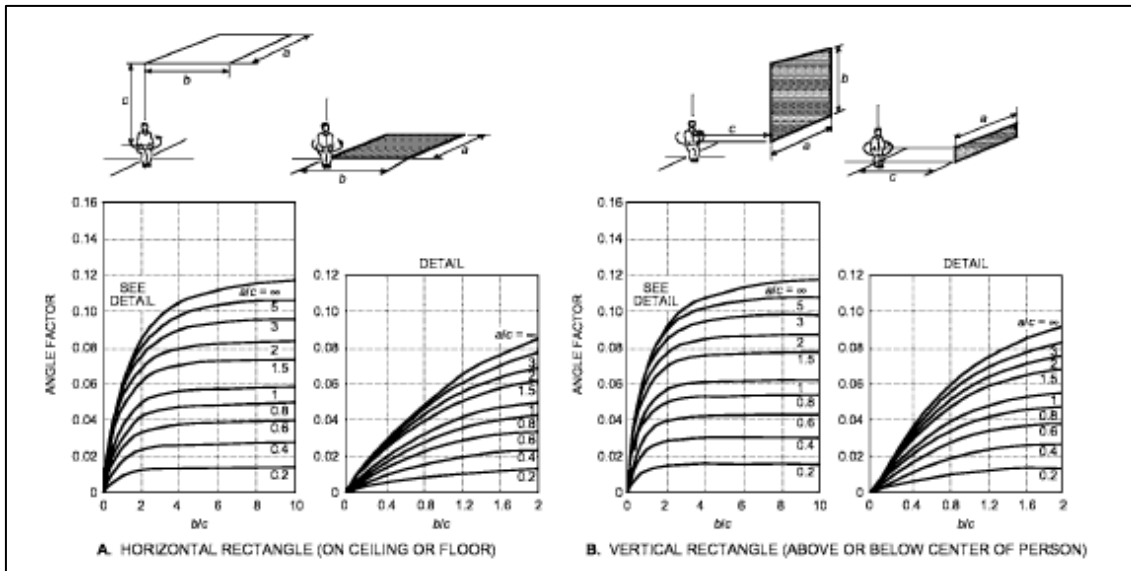 a
b
c
a
b
b
c
a
a
c
0.16
0.14
0.12
0.10
0.08
0.06
0.04
0.02
0
ANGLE FACTOR
SEE
DETAIL
a/c = ∞
5
3
2
1.5
1
0.8
0.6
0.4
0.2
0 2 4 6 8 10
b/c
DETAIL
0.12
0.10
0.08
0.06
0.04
0.02
0
a/c = ∞
1.5
1
0.8
0.6
0.4
0.2
0 0.4 0.8 1.2 1.6 2
b/c
A. HORIZONTAL RECTANGLE (ON CEILING OR FLOOR)
0.16
0.14
0.12
0.10
0.08
0.06
0.04
0.02
0
ANGLE FACTOR
SEE
DETAIL
a/c = ∞
5
3
2
1.5
1
0.8
0.6
0.4
0.2
0 2 4 6 8 10
b/c
DETAIL
0.12
0.10
0.08
0.06
0.04
0.02
0
a/c = ∞
3
2
1.5
1
0.8
0.6
0.4
0.2
0 0.4 0.8 1.2 1.6 2
b/c
B. VERTICAL RECTANGLE (ABOVE OR BELOW CENTER OF PERSON)